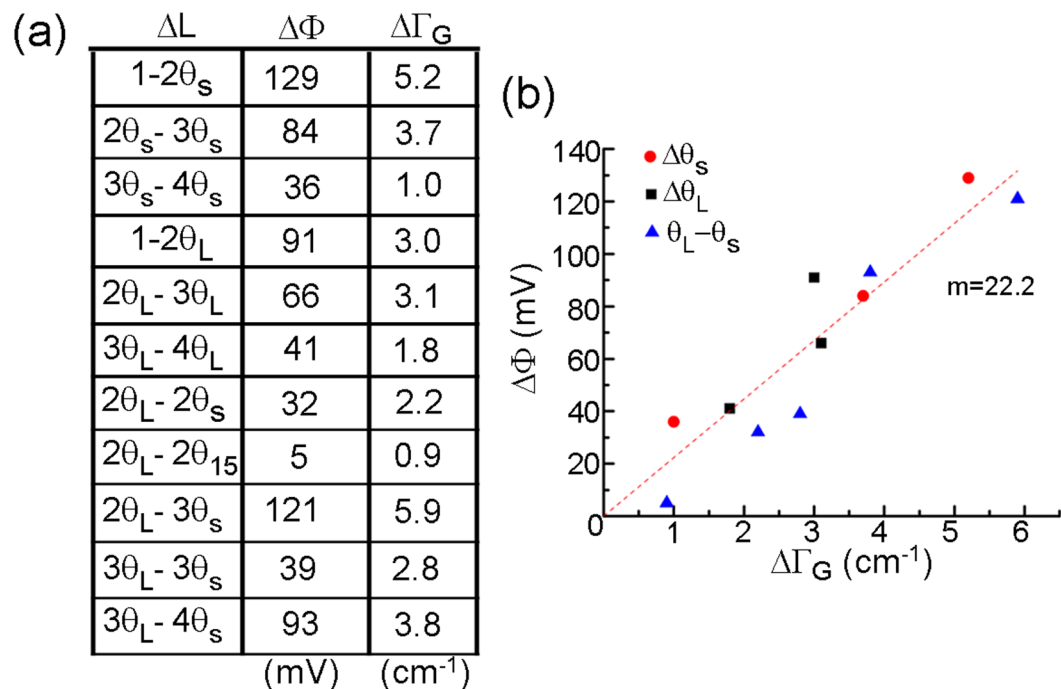 (a)
ΔL ΔΦ ΔΓG
1-2θs 129 5.2
2θs- 3θs 84 3.7
3θs- 4θs 36 1.0
1-2θL 91 3.0
2θL- 3θL 66 3.1
3θL- 4θL 41 1.8
2θL- 2θs 32 2.2
2θL- 2θ15 5 0.9
2θL- 3θs 121 5.9
3θL- 3θs 39 2.8
3θL- 4θs 93 3.8
(mV) (cm-1)
(b)
Δθs
ΔθL
θL–θs
m=22.2
140
120
100
80
60
40
20
0
1 2 3 4 5 6
ΔΦ (mV)
ΔΓG (cm-1)